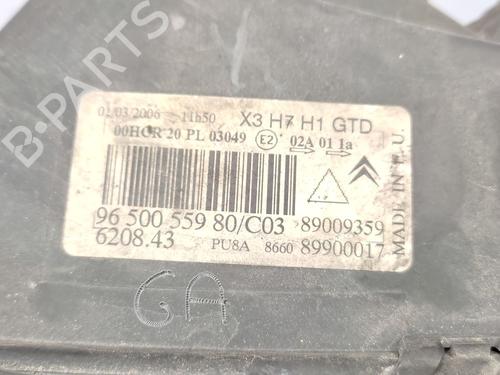 01/03/2006 11h50 X3 H7 H1 GTD
00HCR 20 PL 03049 E2 02A 01 1a
96 500 559 80/C03 89009359
6208.43 PU8A 8660 89900017
MADE IN E.U.
GA
B-PARTS